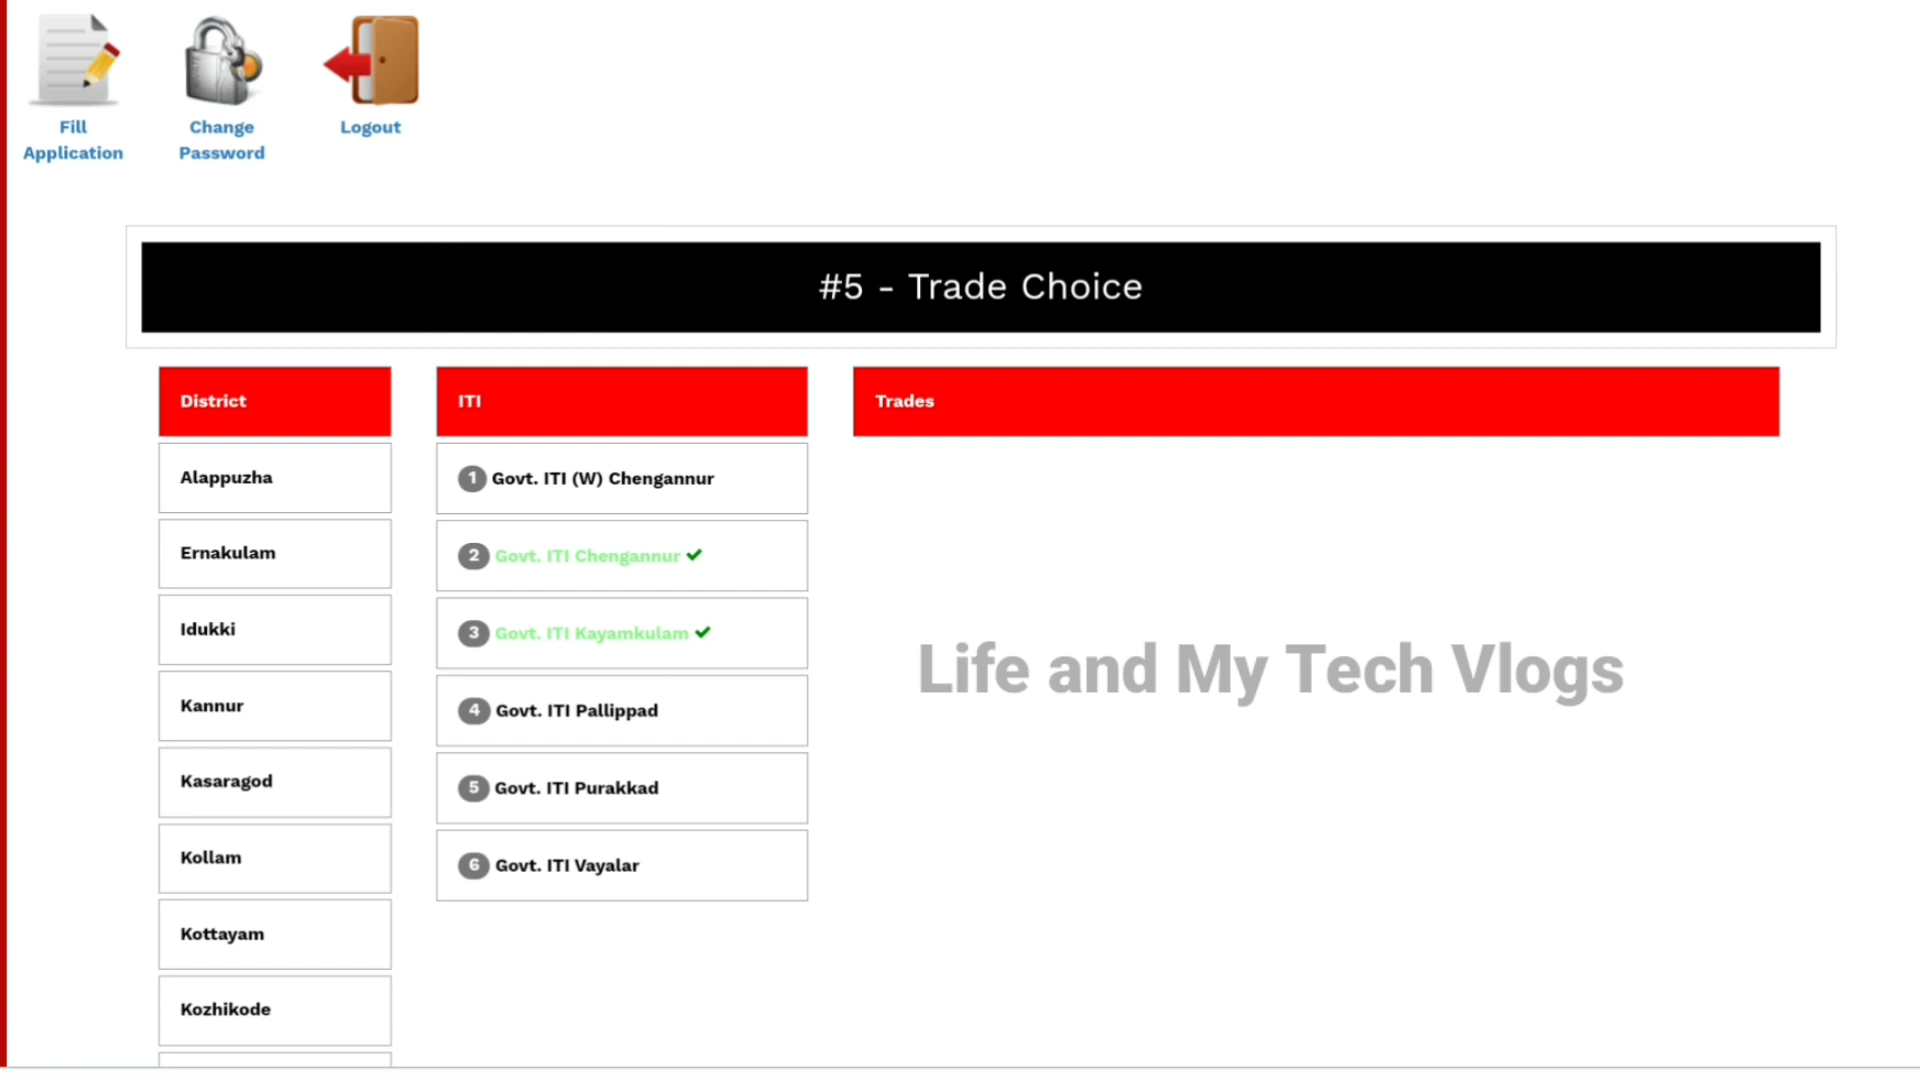 Fill
Application
Change
Password
Logout
#5 - Trade Choice
District
ITI
Trades
Alappuzha
Ernakulam
Idukki
Kannur
Kasaragod
Kollam
Kottayam
Kozhikode
1 Govt. ITI (W) Chengannur
2 Govt. ITI Chengannur
3 Govt. ITI Kayamkulam
4 Govt. ITI Pallippad
5 Govt. ITI Purakkad
6 Govt. ITI Vayalar
Life and My Tech Vlogs